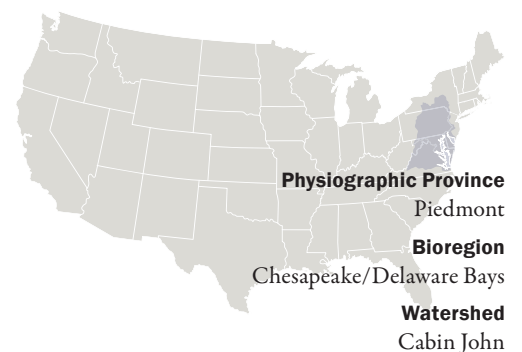 Physiographic Province
Piedmont
Bioregion
Chesapeake/Delaware Bays
Watershed
Cabin John